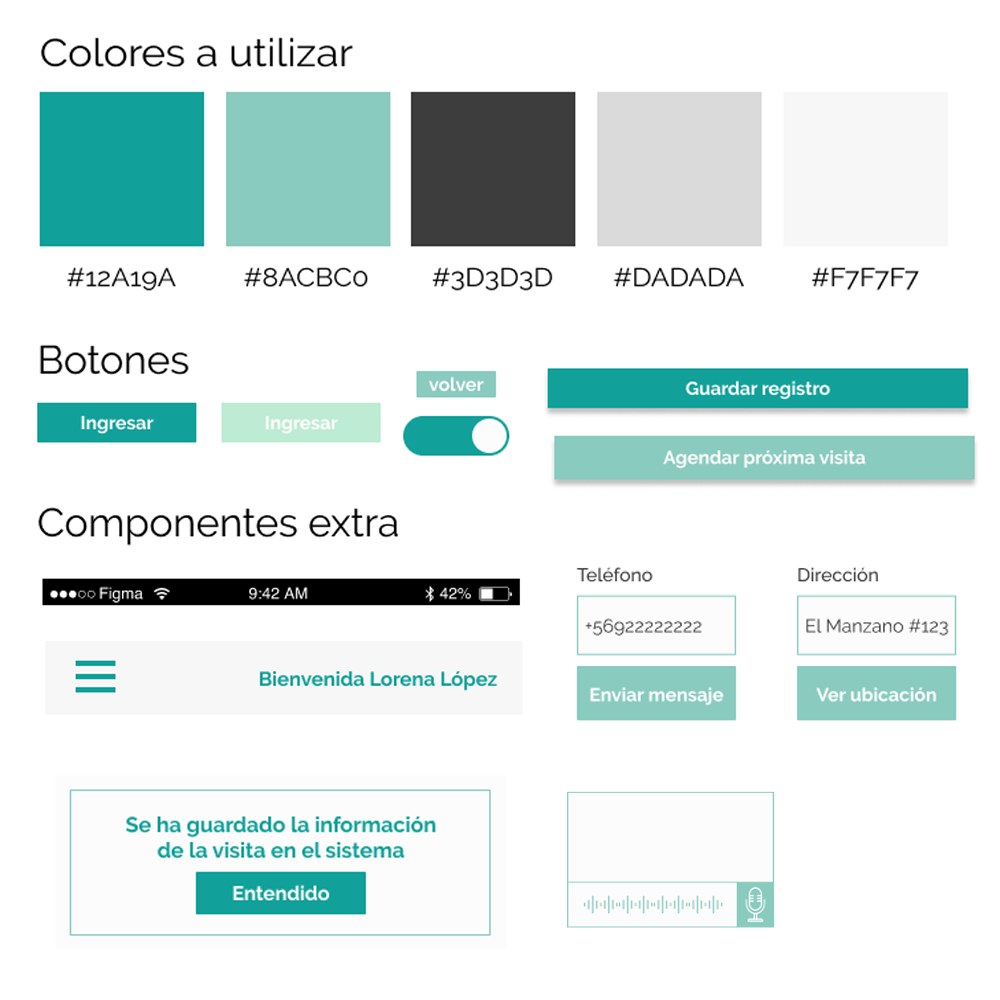 Colores a utilizar
#12A19A
#8ACBC0
#3D3D3D
#DADADA
#F7F7F7
Botones
Ingresar
Ingresar
volver
Guardar registro
Agendar próxima visita
Componentes extra
Figma
9:42 AM
42%
Bienvenida Lorena López
Teléfono
+56922222222
Enviar mensaje
Dirección
El Manzano #123
Ver ubicación
Se ha guardado la información
de la visita en el sistema
Entendido